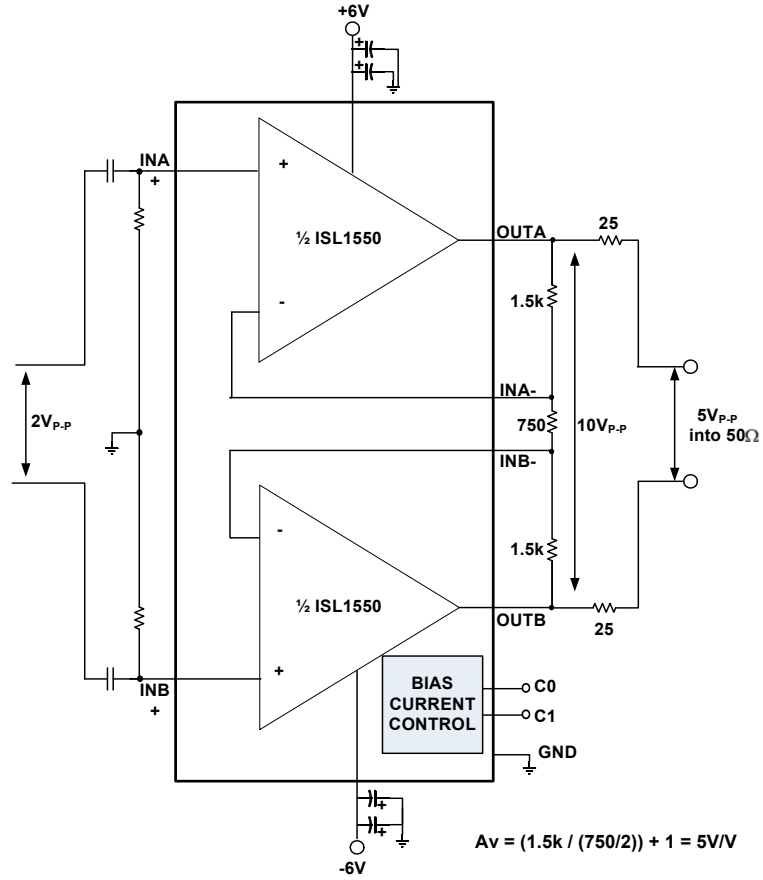 +6V
+
+
INA
+
+
½ ISL1550
-
OUTA
25
1.5k
INA-
2VP-P
750
10VP-P
5VP-P
into 50Ω
INB-
-
1.5k
½ ISL1550
OUTB
25
+
INB
+
BIAS
CURRENT
CONTROL
C0
C1
GND
+
+
-6V
Av = (1.5k / (750/2)) + 1 = 5V/V